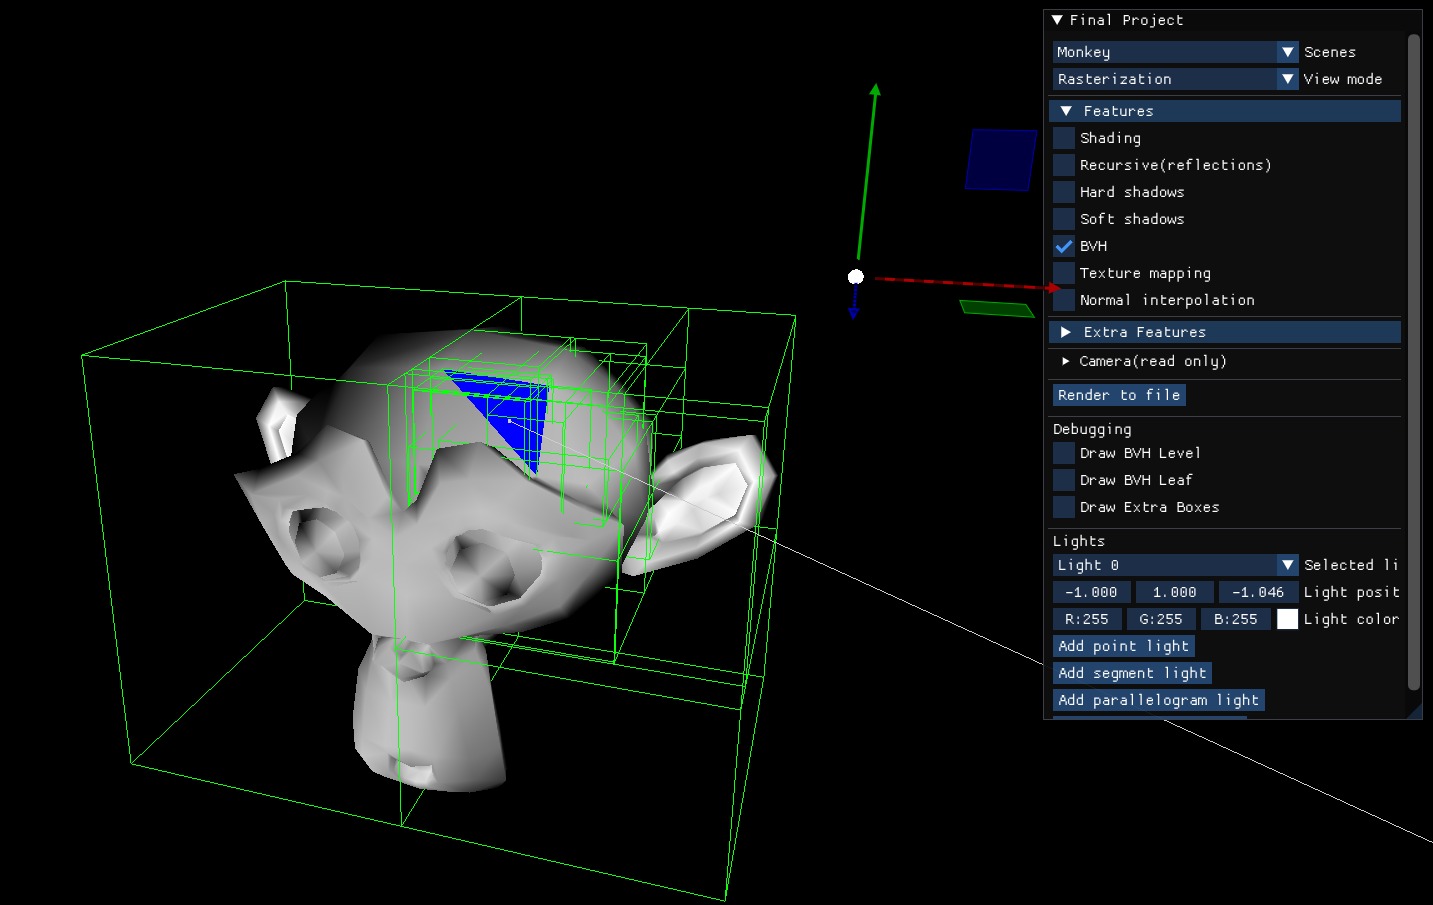 Final Project
Monkey Scenes
Rasterization View mode
Features
Shading
Recursive(reflections)
Hard shadows
Soft shadows
BVH
Texture mapping
Normal interpolation
Extra Features
Camera(read only)
Render to file
Debugging
Draw BVH Level
Draw BVH Leaf
Draw Extra Boxes
Lights
Light 0 Selected li
-1.000 1.000 -1.046 Light posit
R:255 G:255 B:255 Light color
Add point light
Add segment light
Add parallelogram light